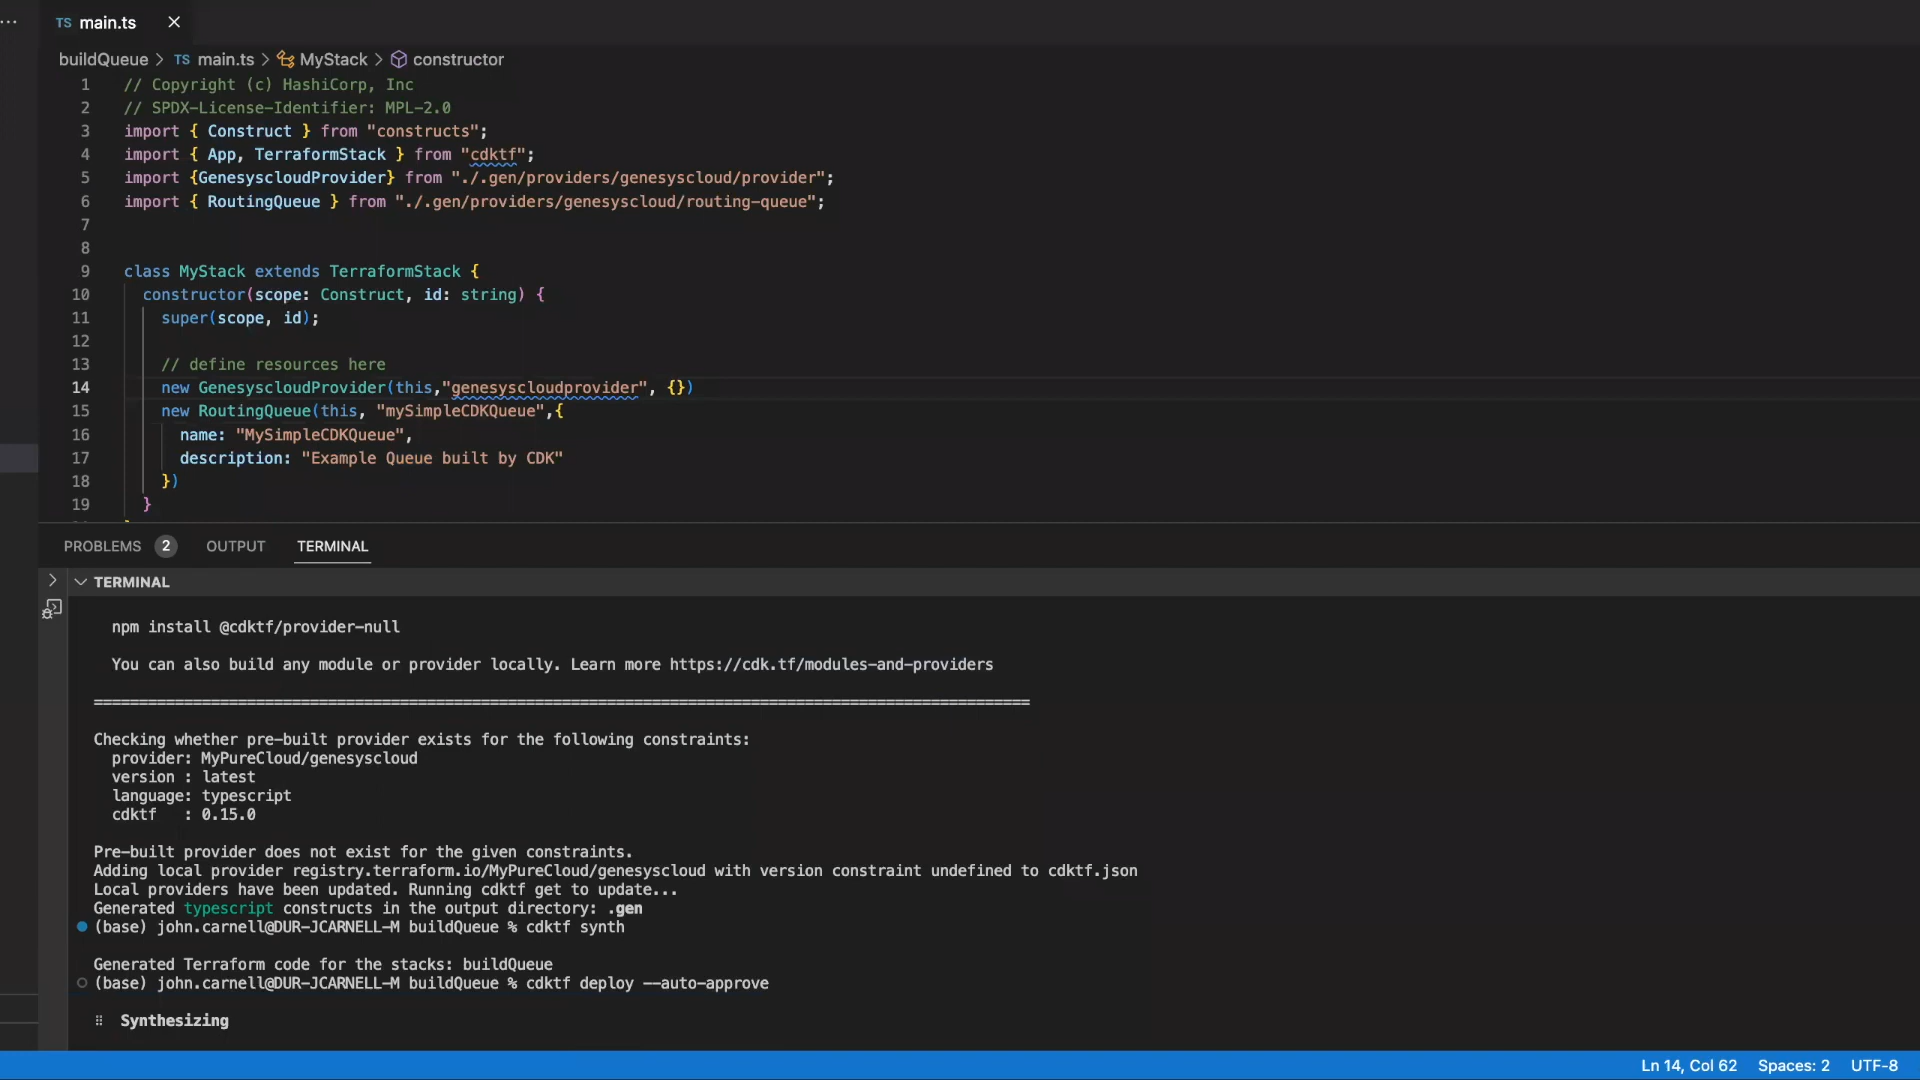 ... TS main.ts ×
buildQueue > TS main.ts > MyStack > constructor
1 // Copyright (c) HashiCorp, Inc
2 // SPDX-License-Identifier: MPL-2.0
3 import { Construct } from "constructs";
4 import { App, TerraformStack } from "cdktf";
5 import {GenesyscloudProvider} from "./.gen/providers/genesyscloud/provider";
6 import { RoutingQueue } from "./.gen/providers/genesyscloud/routing-queue";
7
8
9 class MyStack extends TerraformStack {
10 constructor(scope: Construct, id: string) {
11 super(scope, id);
12
13 // define resources here
14 new GenesyscloudProvider(this,"genesyscloudprovider", {})
15 new RoutingQueue(this, "mySimpleCDKQueue",{
16 name: "MySimpleCDKQueue",
17 description: "Example Queue built by CDK"
18 })
19 }
PROBLEMS 2 OUTPUT TERMINAL
TERMINAL
npm install @cdktf/provider-null
You can also build any module or provider locally. Learn more https://cdk.tf/modules-and-providers
Checking whether pre-built provider exists for the following constraints:
provider: MyPureCloud/genesyscloud
version : latest
language: typescript
cdktf : 0.15.0
Pre-built provider does not exist for the given constraints.
Adding local provider registry.terraform.io/MyPureCloud/genesyscloud with version constraint undefined to cdktf.json
Local providers have been updated. Running cdktf get to update...
Generated typescript constructs in the output directory: .gen
(base) john.carnell@DUR-JCARNELL-M buildQueue % cdktf synth
Generated Terraform code for the stacks: buildQueue
(base) john.carnell@DUR-JCARNELL-M buildQueue % cdktf deploy --auto-approve
Synthesizing
Ln 14, Col 62 Spaces: 2 UTF-8